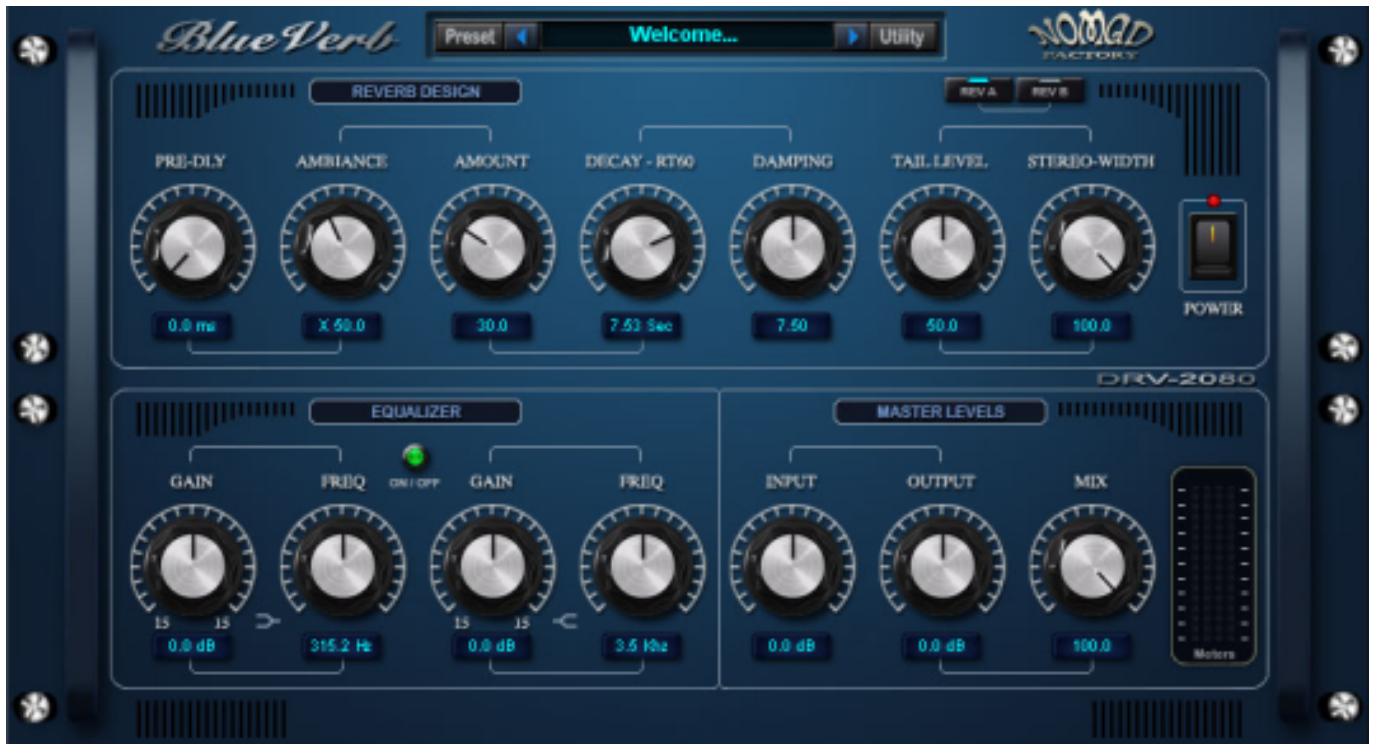 BlueVerb
Preset
Welcome...
Utility
NOMAD
FACTORY
REVERB DESIGN
REV A
REV B
PRE-DLY
AMBIANCE
AMOUNT
DECAY - RT60
DAMPING
TAIL LEVEL
STEREO-WIDTH
0.0 ms
X 50.0
30.0
7.53 Sec
7.50
50.0
100.0
POWER
DRV-2080
EQUALIZER
MASTER LEVELS
GAIN
FREQ
ON / OFF
GAIN
FREQ
INPUT
OUTPUT
MIX
15
15
15
15
0.0 dB
315.2 Hz
0.0 dB
3.5 Khz
0.0 dB
0.0 dB
100.0
Meters